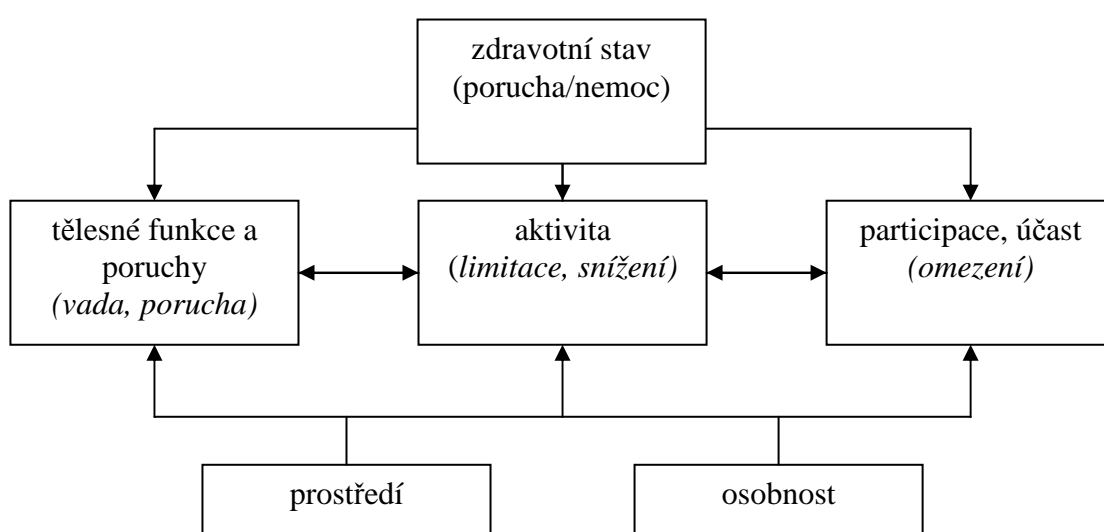 zdravotní stav
(porucha/nemoc)
tělesné funkce a
poruchy
(vada, porucha)
aktivita
(limitace, snížení)
participace, účast
(omezení)
prostředí
osobnost